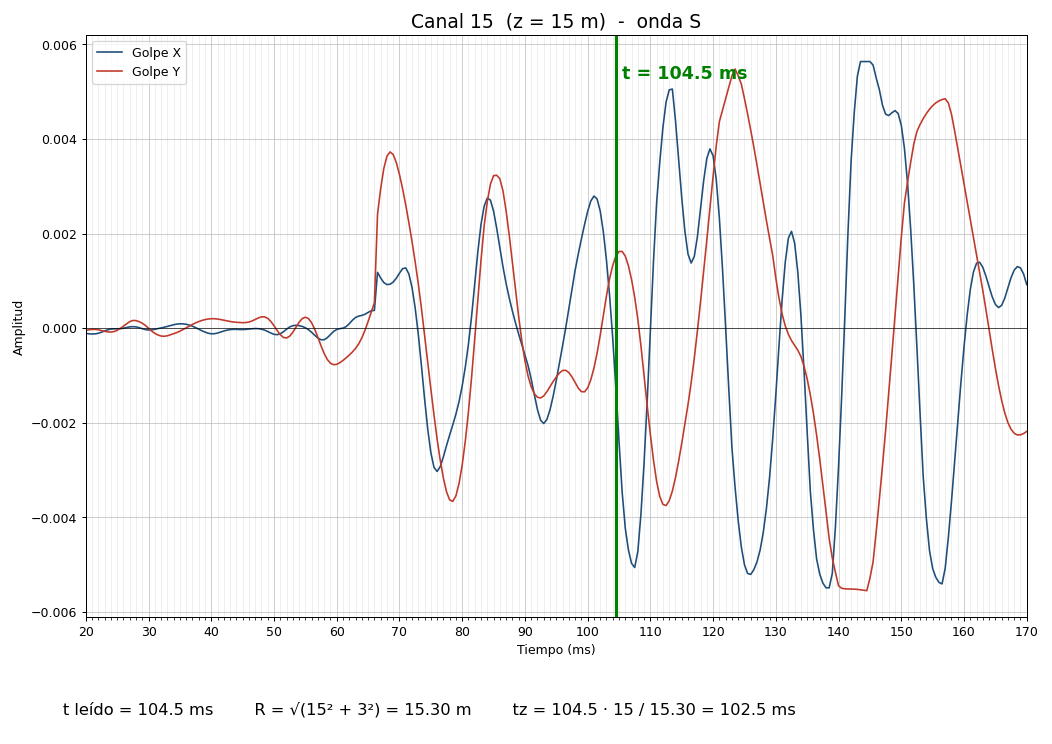 Canal 15 (z = 15 m) - onda S
Golpe X
Golpe Y
t = 104.5 ms
Amplitud
0.006
0.004
0.002
0.000
−0.002
−0.004
−0.006
20 30 40 50 60 70 80 90 100 110 120 130 140 150 160 170
Tiempo (ms)
t leído = 104.5 ms R = √(15² + 3²) = 15.30 m tz = 104.5 · 15 / 15.30 = 102.5 ms